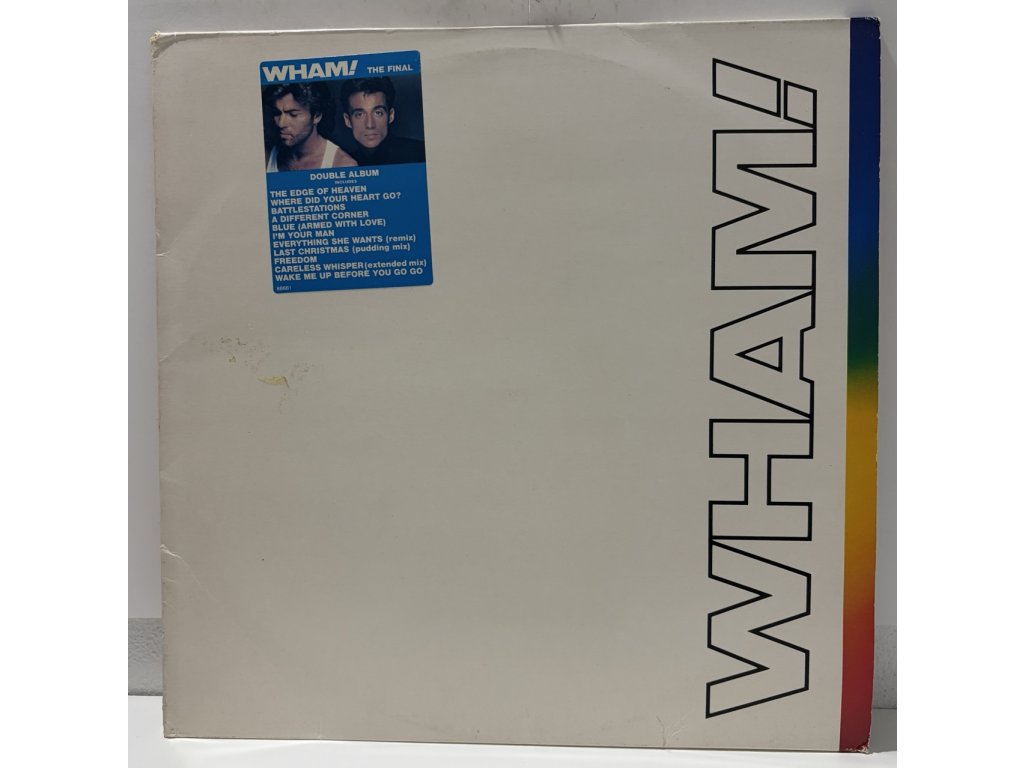 WHAM! THE FINAL
DOUBLE ALBUM
INCLUDES
THE EDGE OF HEAVEN
WHERE DID YOUR HEART GO?
BATTLESTATIONS
A DIFFERENT CORNER
BLUE (ARMED WITH LOVE)
I'M YOUR MAN
EVERYTHING SHE WANTS (remix)
LAST CHRISTMAS (pudding mix)
FREEDOM
CARELESS WHISPER (extended mix)
WAKE ME UP BEFORE YOU GO GO
WHAM!